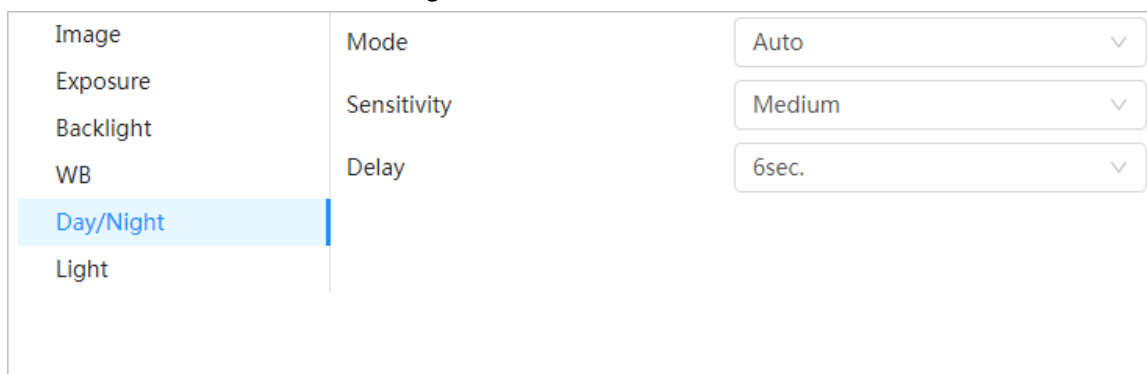 Image
Exposure
Backlight
WB
Day/Night
Light
Mode Auto
Sensitivity Medium
Delay 6sec.